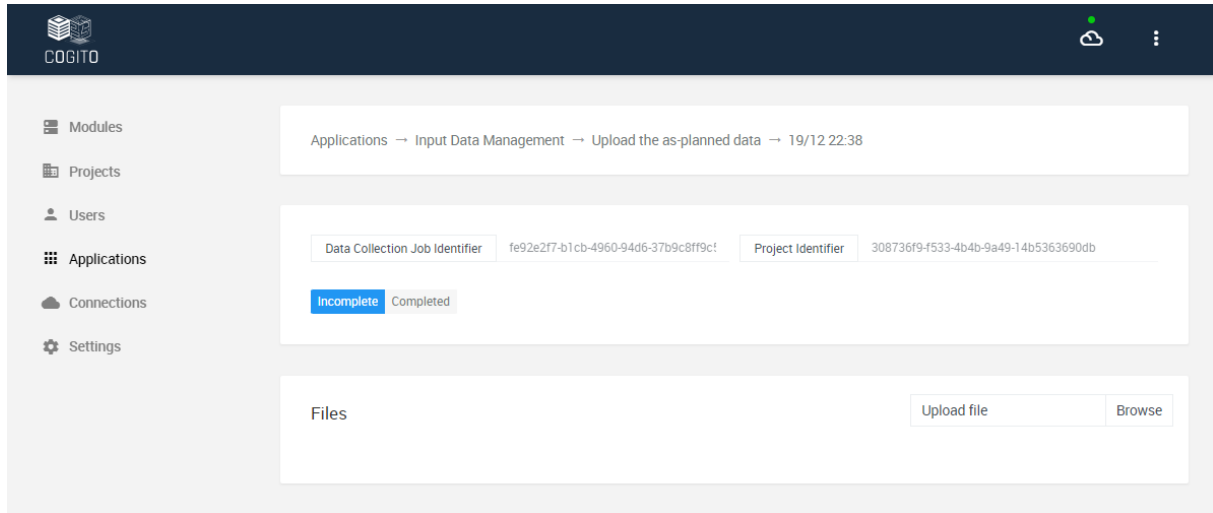 COGITO
Modules
Projects
Users
Applications
Connections
Settings
Applications → Input Data Management → Upload the as-planned data → 19/12 22:38
Data Collection Job Identifier fe92e2f7-b1cb-4960-94d6-37b9c8ff9c5 Project Identifier 308736f9-f533-4b4b-9a49-14b5363690db
Incomplete Completed
Files Upload file Browse